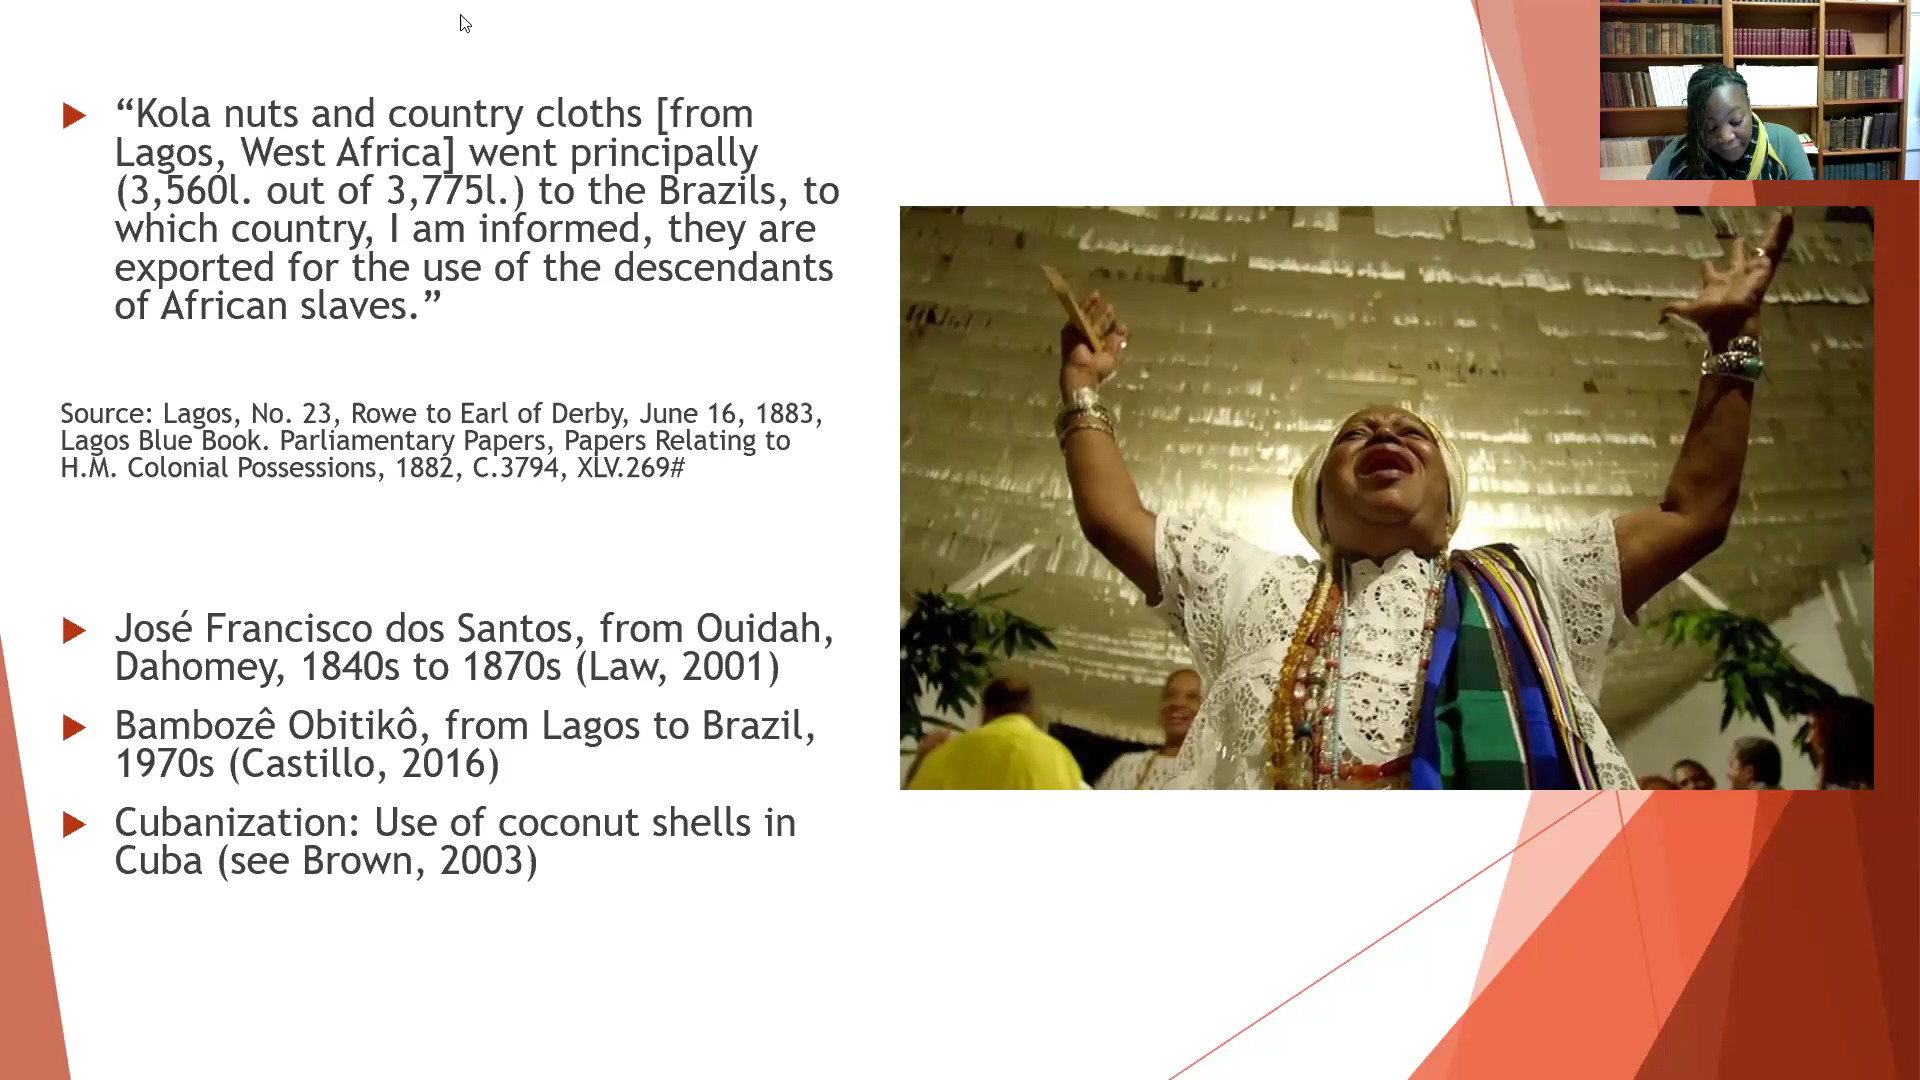 “Kola nuts and country cloths [from
Lagos, West Africa] went principally
(3,560l. out of 3,775l.) to the Brazils, to
which country, I am informed, they are
exported for the use of the descendants
of African slaves.”
Source: Lagos, No. 23, Rowe to Earl of Derby, June 16, 1883,
Lagos Blue Book. Parliamentary Papers, Papers Relating to
H.M. Colonial Possessions, 1882, C.3794, XLV.269#
José Francisco dos Santos, from Ouidah,
Dahomey, 1840s to 1870s (Law, 2001)
Bambozê Obitikô, from Lagos to Brazil,
1970s (Castillo, 2016)
Cubanization: Use of coconut shells in
Cuba (see Brown, 2003)